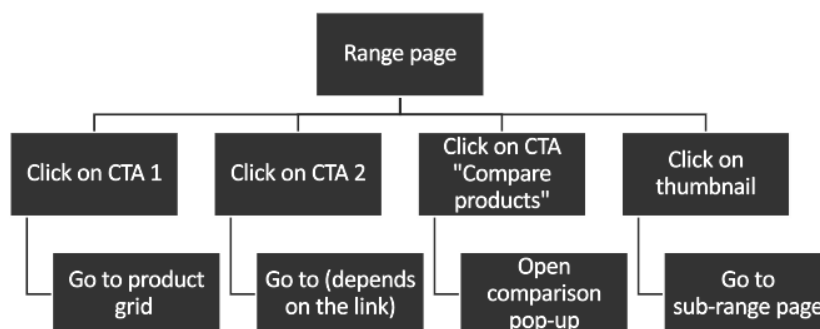 Range page
Click on CTA 1
Click on CTA 2
Click on CTA
"Compare
products"
Click on
thumbnail
Go to product
grid
Go to (depends
on the link)
Open
comparison
pop-up
Go to
sub-range page